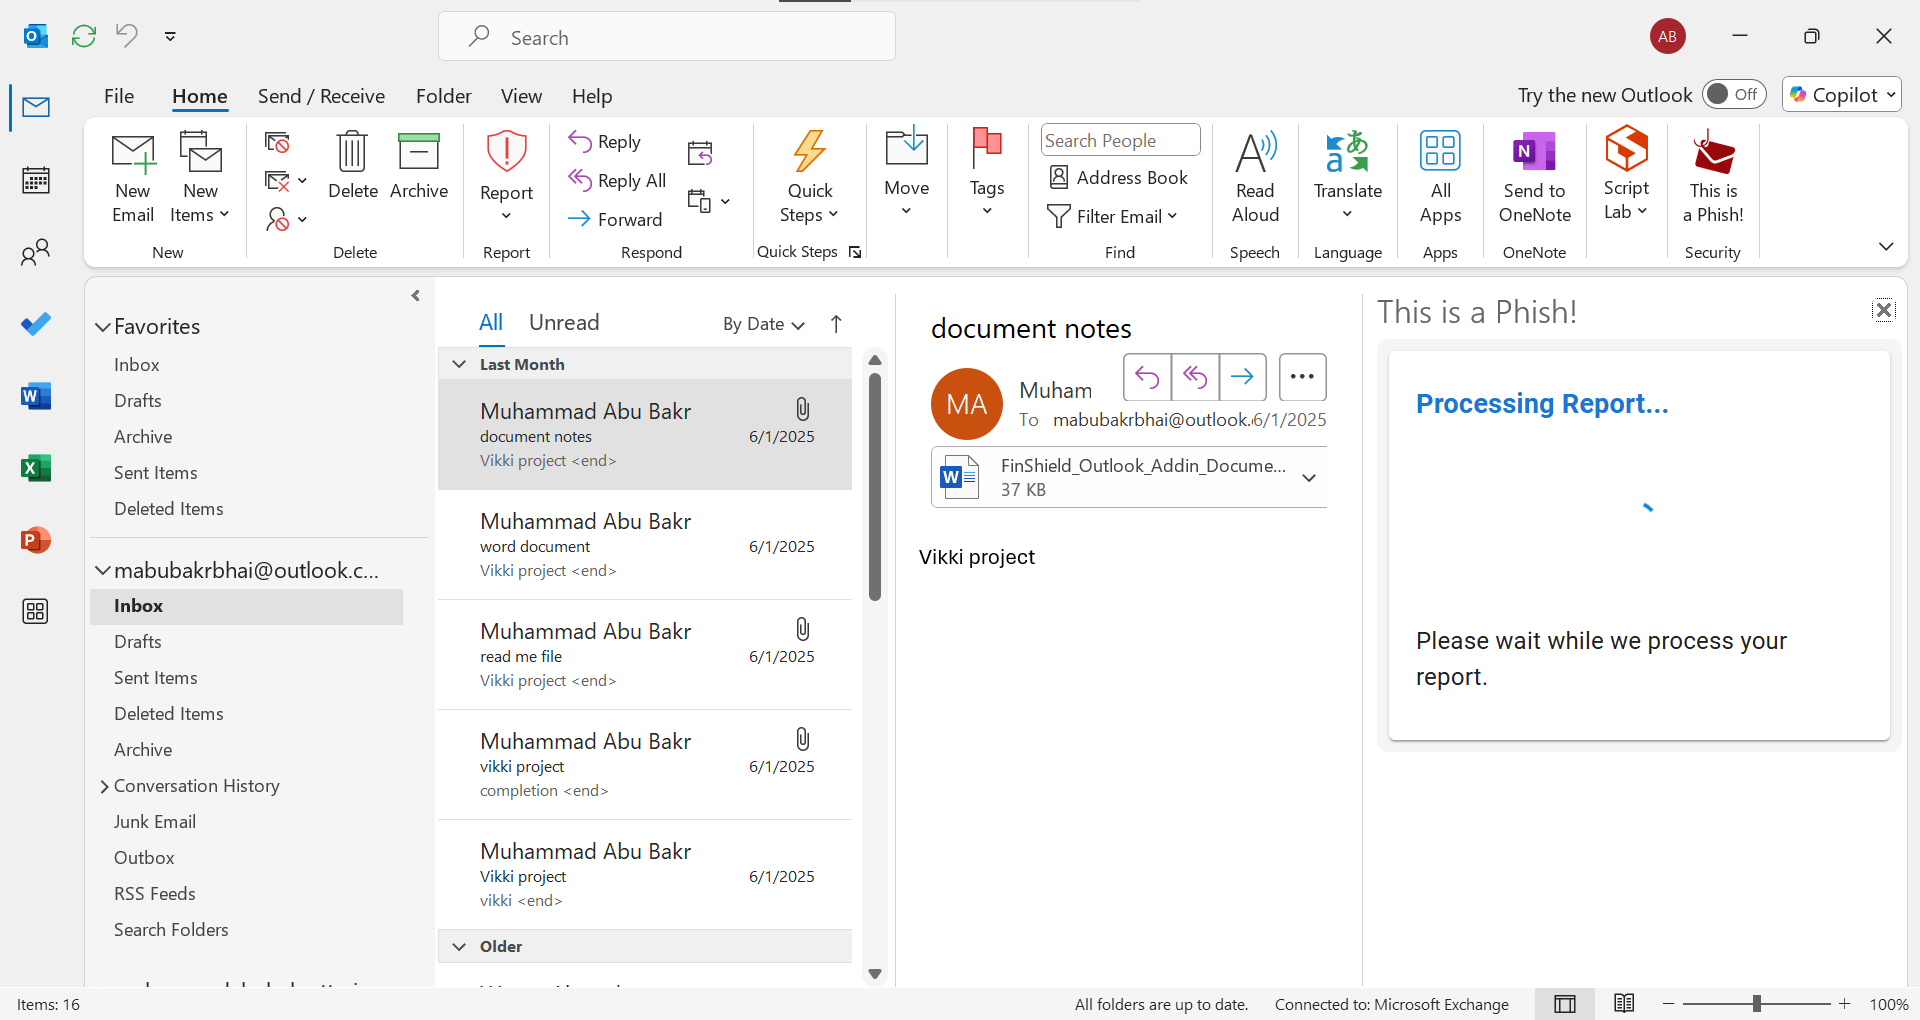 Search
AB
File
Home
Send / Receive
Folder
View
Help
Try the new Outlook
Off
Copilot
New
Email
New
Items
New
Delete
Archive
Delete
Report
Report
Reply
Reply All
Forward
Respond
Quick
Steps
Quick Steps
Move
Tags
Search People
Address Book
Filter Email
Find
Read
Aloud
Speech
Translate
Language
All
Apps
Apps
Send to
OneNote
OneNote
Script
Lab
This is
a Phish!
Security
Favorites
Inbox
Drafts
Archive
Sent Items
Deleted Items
mabubakrbhai@outlook.c...
Inbox
Drafts
Sent Items
Deleted Items
Archive
Conversation History
Junk Email
Outbox
RSS Feeds
Search Folders
All
Unread
By Date
Last Month
Muhammad Abu Bakr
document notes 6/1/2025
Vikki project <end>
Muhammad Abu Bakr
word document 6/1/2025
Vikki project <end>
Muhammad Abu Bakr
read me file 6/1/2025
Vikki project <end>
Muhammad Abu Bakr
vikki project 6/1/2025
completion <end>
Muhammad Abu Bakr
Vikki project 6/1/2025
vikki <end>
Older
document notes
MA
Muham
To mabubakrbhai@outlook. 6/1/2025
FinShield_Outlook_Addin_Docume...
37 KB
Vikki project
This is a Phish!
Processing Report...
Please wait while we process your
report.
Items: 16
All folders are up to date.
Connected to: Microsoft Exchange
100%